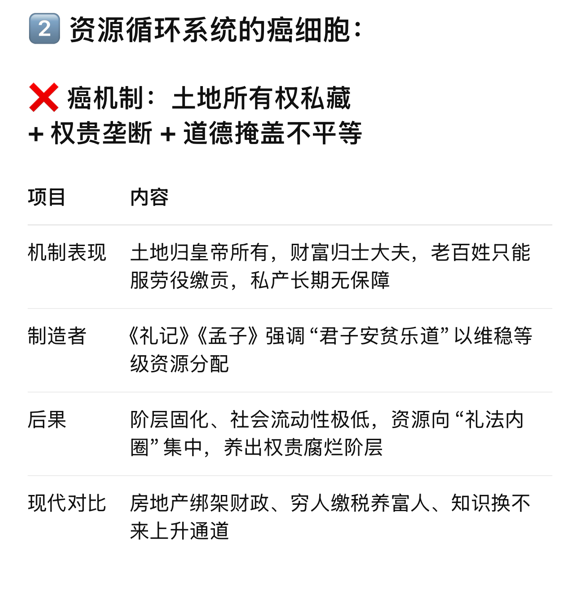 2 资源循环系统的癌细胞：
❌ 癌机制：土地所有权私藏
+ 权贵垄断 + 道德掩盖不平等
项目 内容
机制表现 土地归皇帝所有，财富归士大夫，老百姓只能
服劳役缴贡，私产长期无保障
制造者 《礼记》《孟子》强调“君子安贫乐道”以维稳等
级资源分配
后果 阶层固化、社会流动性极低，资源向“礼法内
圈”集中，养出权贵腐烂阶层
现代对比 房地产绑架财政、穷人缴税养富人、知识换不
来上升通道